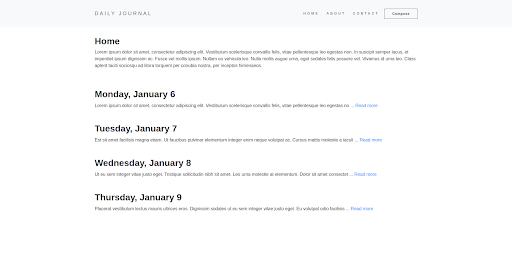 DAILY JOURNAL
HOME ABOUT CONTACT Compose
Home
Lorem ipsum dolor sit amet, consectetur adipiscing elit. Vestibulum scelerisque convallis felis, vitae pellentesque leo egestas non. In suscipit semper lacus, et
imperdiet ipsum dignissim ac. Fusce vel mollis ipsum. Nullam eu vehicula leo. Nulla mollis augue urna, eget sodales felis posuere vel. Vivamus id urna leo. Class
aptent taciti sociosqu ad litora torquent per conubia nostra, per inceptos himenaeos.
Monday, January 6
Lorem ipsum dolor sit amet, consectetur adipiscing elit. Vestibulum scelerisque convallis felis, vitae pellentesque leo egestas no ... Read more
Tuesday, January 7
Est sit amet facilisis magna etiam. Ut faucibus pulvinar elementum integer enim neque volutpat ac. Cursus mattis molestie a iaculi ... Read more
Wednesday, January 8
Ut eu sem integer vitae justo eget. Tristique sollicitudin nibh sit amet. Leo urna molestie at elementum. Dolor sit amet consectet ... Read more
Thursday, January 9
Placerat vestibulum lectus mauris ultrices eros. Dignissim sodales ut eu sem integer vitae justo eget. Eu volutpat odio facilisis ... Read more